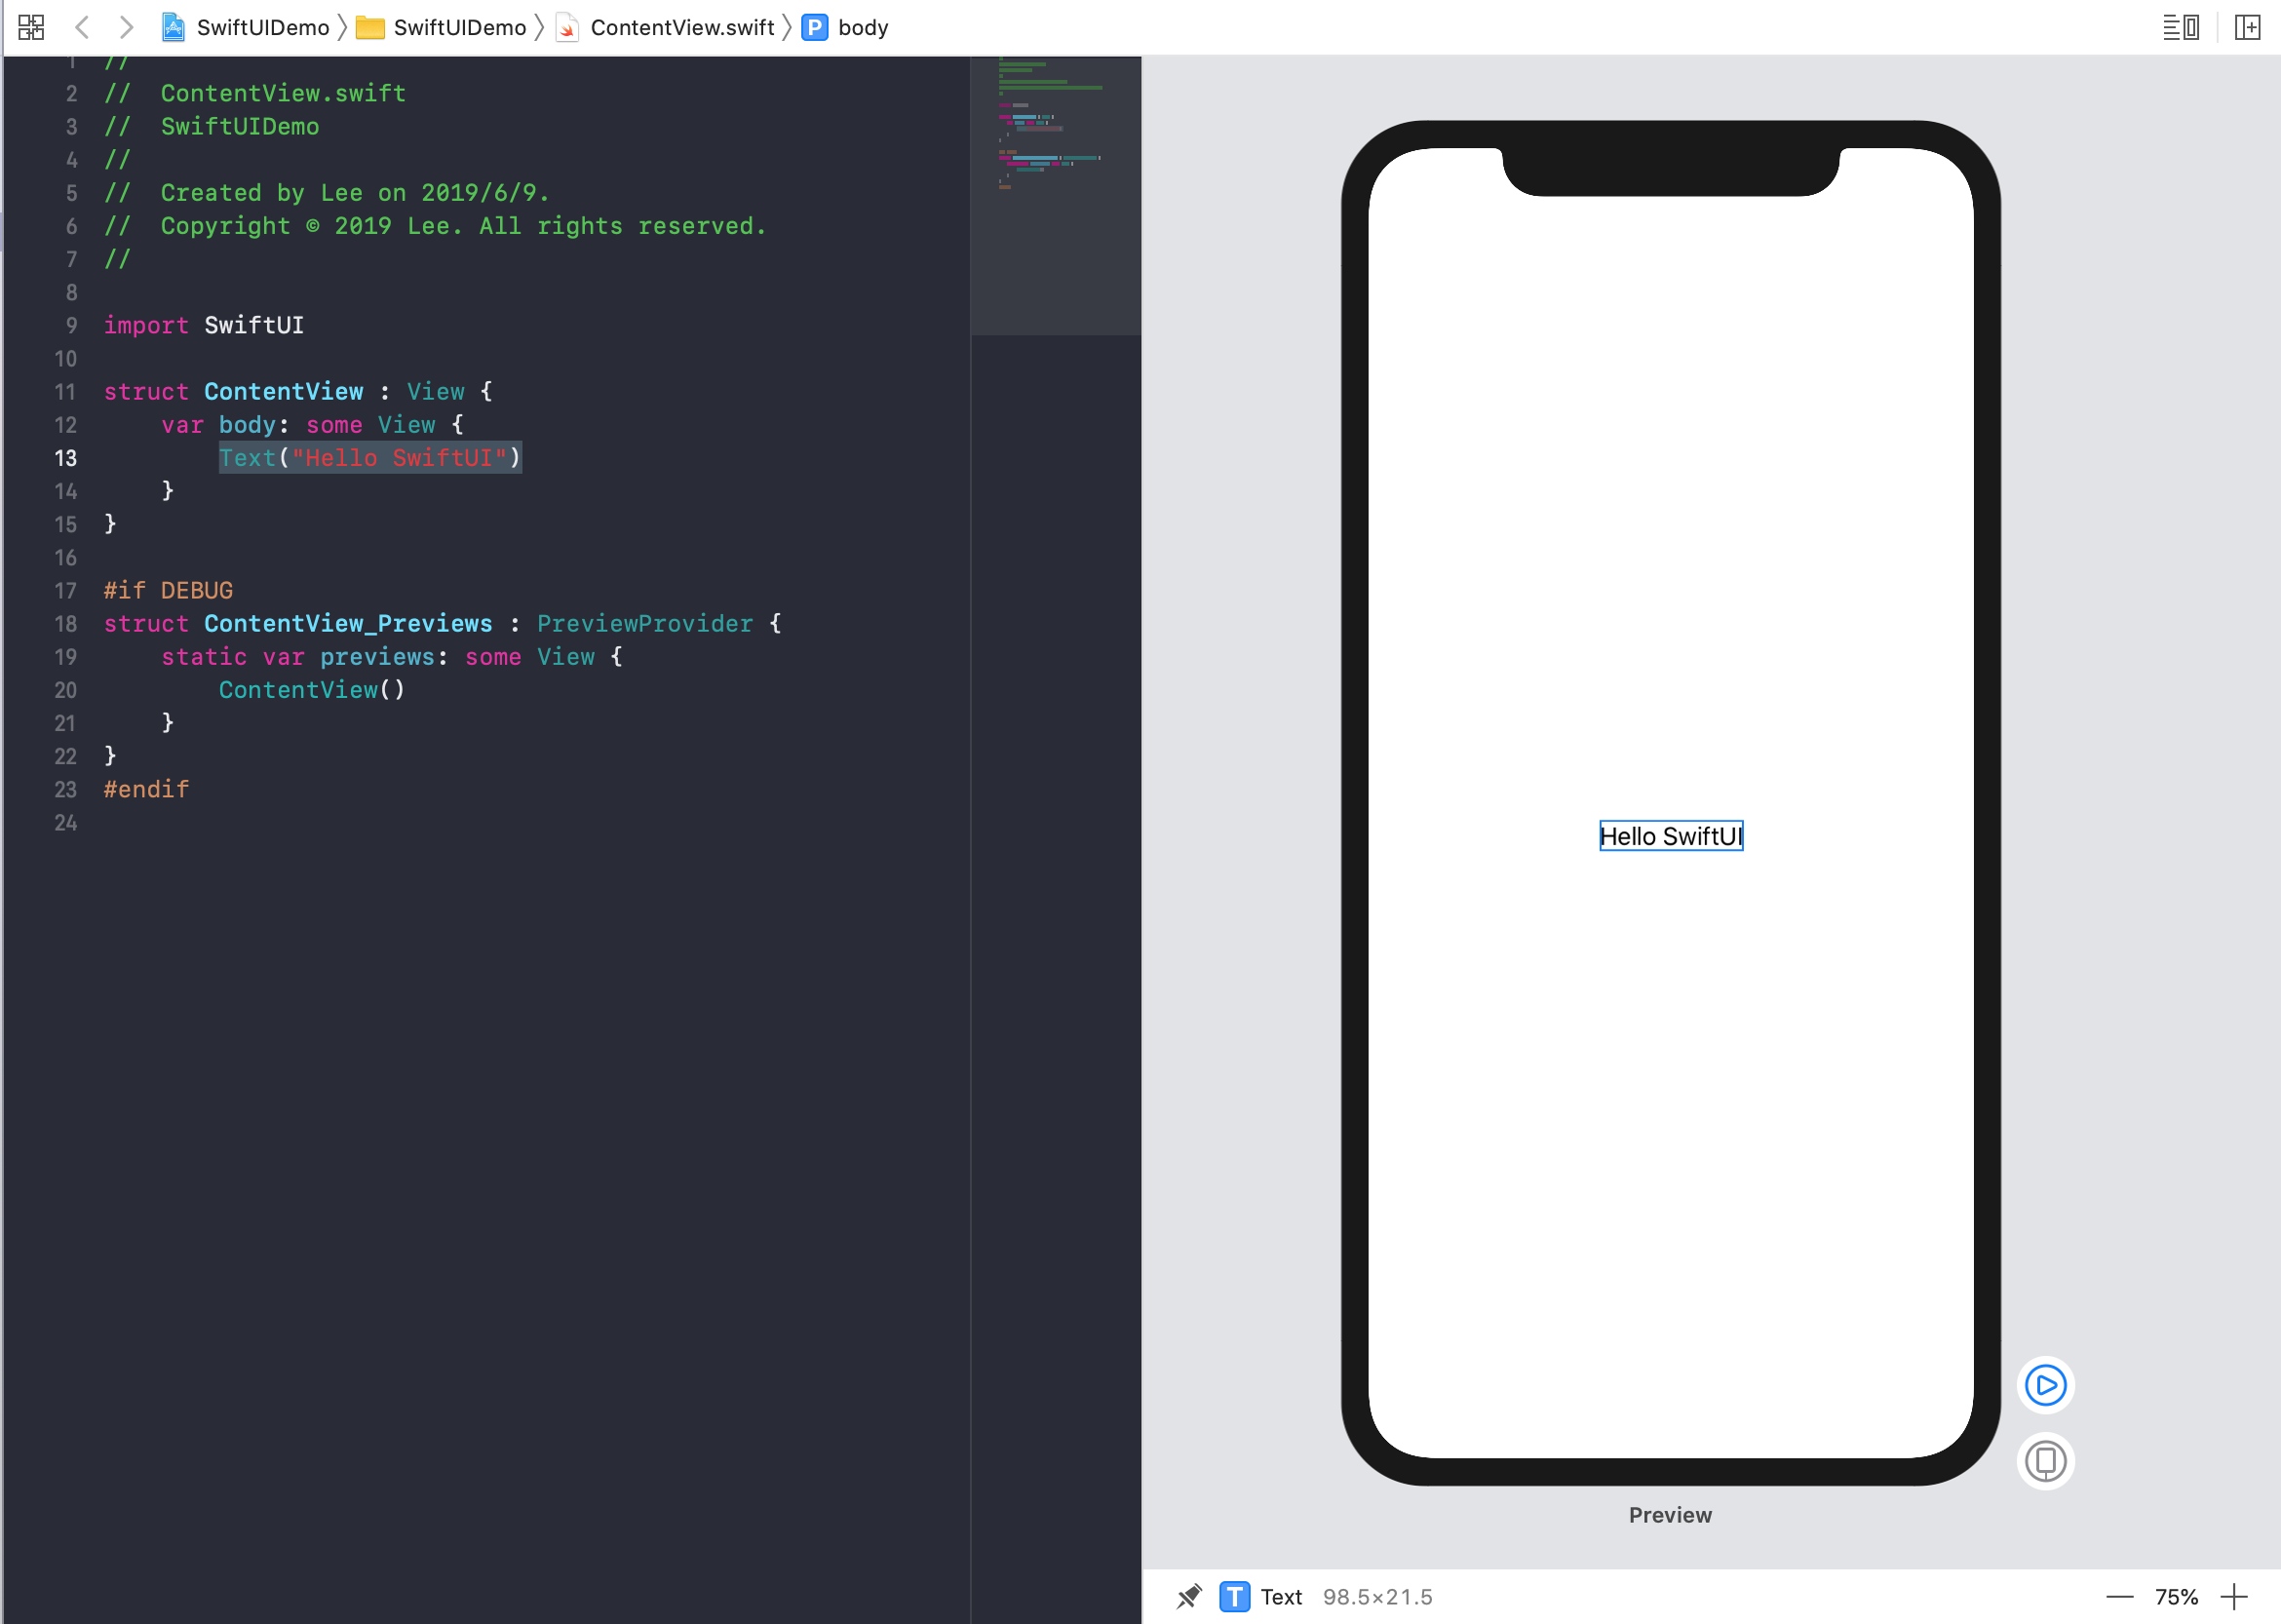 SwiftUIDemo SwiftUIDemo ContentView.swift P body
1 //
2 //  ContentView.swift
3 //  SwiftUIDemo
4 //
5 //  Created by Lee on 2019/6/9.
6 //  Copyright © 2019 Lee. All rights reserved.
7 //
8
9 import SwiftUI
10
11 struct ContentView : View {
12     var body: some View {
13         Text("Hello SwiftUI")
14     }
15 }
16
17 #if DEBUG
18 struct ContentView_Previews : PreviewProvider {
19     static var previews: some View {
20         ContentView()
21     }
22 }
23 #endif
24
Hello SwiftUI
Preview
T Text 98.5×21.5
75%